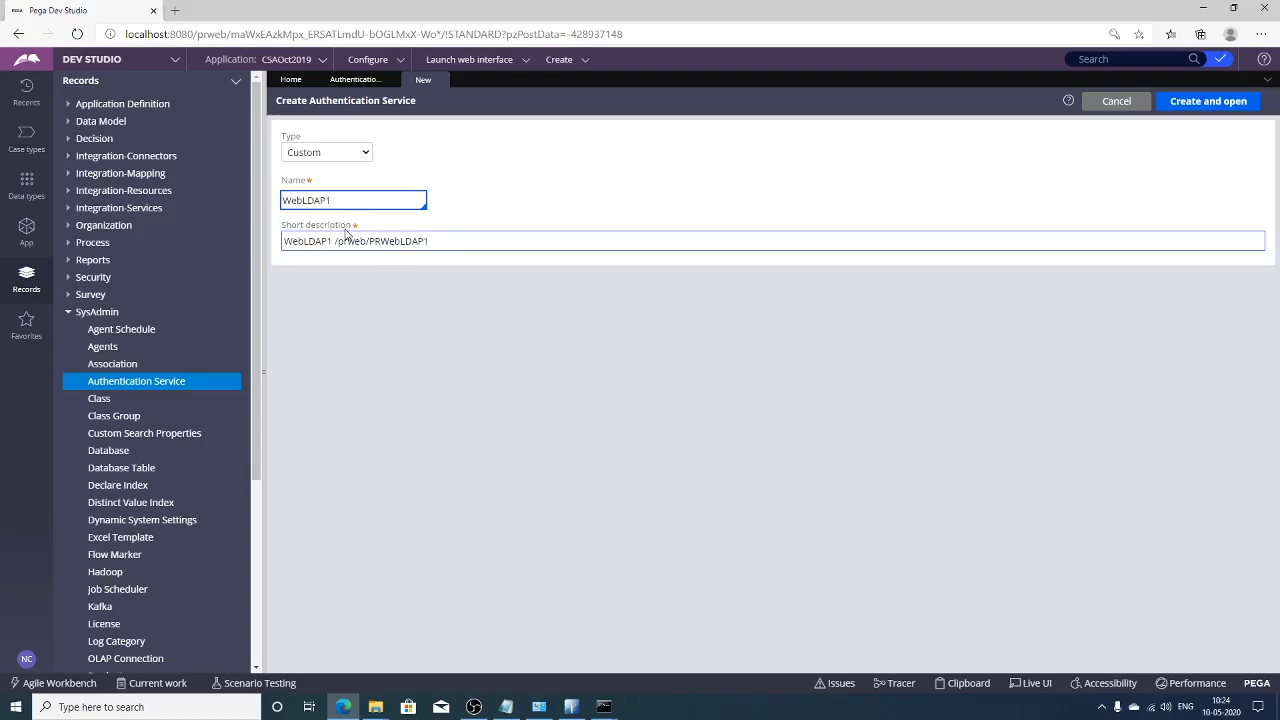 Pega Dev Studio
localhost:8080/prweb/maWxEAzkMpx_ERSATLmdU-bOGLMxX-Wo*/!STANDARD?pzPostData=-428937148
DEV STUDIO
Application: CSAOct2019
Configure
Launch web interface
Create
Search
Records
Home
Authenticatio...
New
Create Authentication Service
Cancel
Create and open
Recents
Case types
Data types
App
Records
Favorites
NC
Application Definition
Data Model
Decision
Integration-Connectors
Integration-Mapping
Integration-Resources
Integration-Services
Organization
Process
Reports
Security
Survey
SysAdmin
Agent Schedule
Agents
Association
Authentication Service
Class
Class Group
Custom Search Properties
Database
Database Table
Declare Index
Distinct Value Index
Dynamic System Settings
Excel Template
Flow Marker
Hadoop
Job Scheduler
Kafka
License
Log Category
OLAP Connection
Type
Custom
Name*
WebLDAP1
Short description*
WebLDAP1 /prweb/PRWebLDAP1
Agile Workbench
Current work
Scenario Testing
Issues
Tracer
Clipboard
Live UI
Accessibility
Performance
PEGA
Type here to search
ENG
10:24
10-05-2020